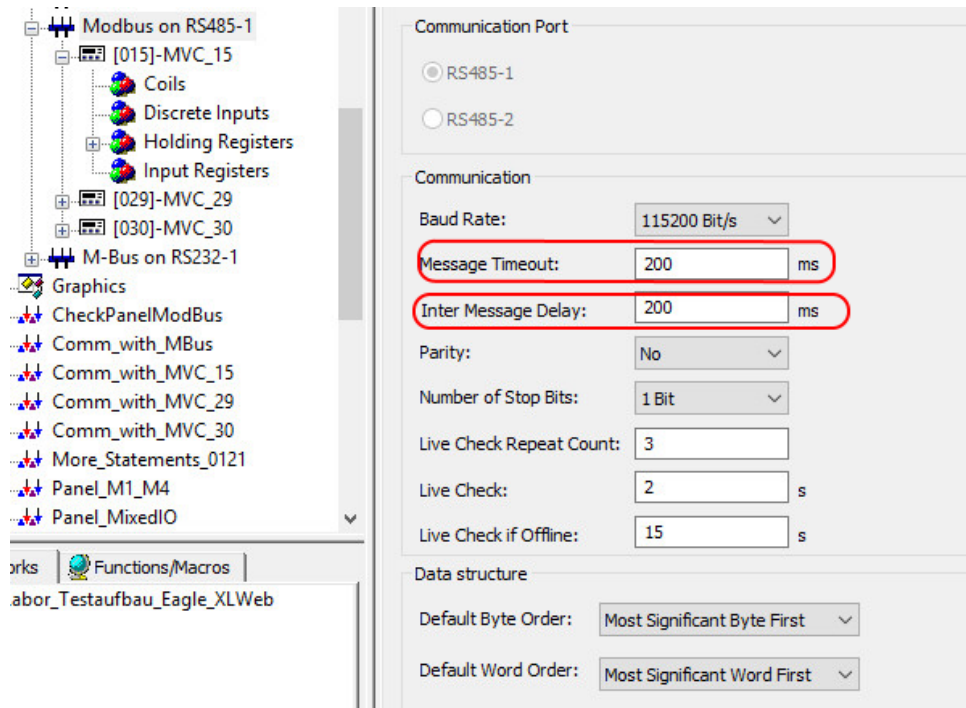 Modbus on RS485-1
[015]-MVC_15
Coils
Discrete Inputs
Holding Registers
Input Registers
[029]-MVC_29
[030]-MVC_30
M-Bus on RS232-1
Graphics
CheckPanelModBus
Comm_with_MBus
Comm_with_MVC_15
Comm_with_MVC_29
Comm_with_MVC_30
More_Statements_0121
Panel_M1_M4
Panel_MixedIO
Functions/Macros
Testaufbau_Eagle_XLWeb
Communication Port
RS485-1
RS485-2
Communication
Baud Rate: 115200 Bit/s
Message Timeout: 200 ms
Inter Message Delay: 200 ms
Parity: No
Number of Stop Bits: 1 Bit
Live Check Repeat Count: 3
Live Check: 2 s
Live Check if Offline: 15 s
Data structure
Default Byte Order: Most Significant Byte First
Default Word Order: Most Significant Word First